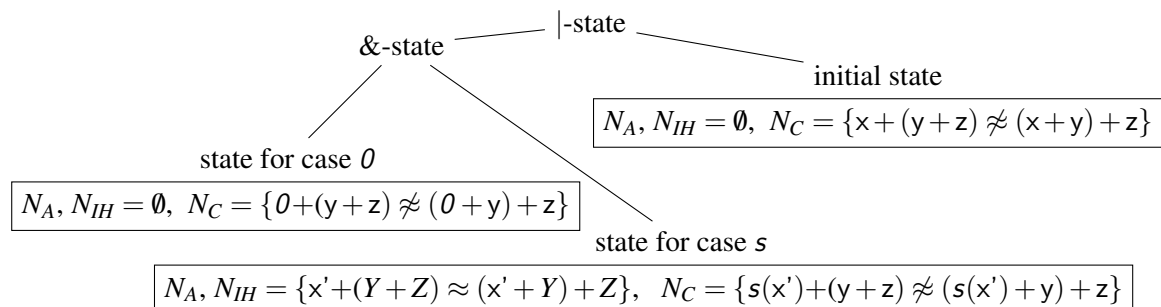 |-state
&-state
initial state
N_A, N_IH = ∅, N_C = {x + (y + z) ≉ (x + y) + z}
state for case 0
N_A, N_IH = ∅, N_C = {0+(y + z) ≉ (0 + y) + z}
state for case s
N_A, N_IH = {x'+(Y + Z) ≈ (x' + Y) + Z}, N_C = {s(x')+(y + z) ≉ (s(x') + y) + z}